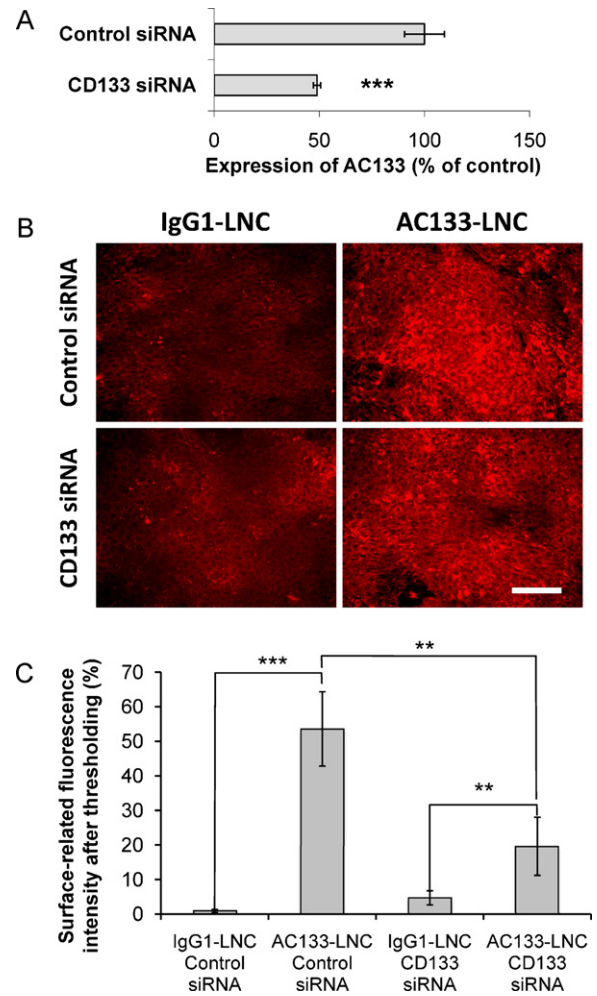 A
Control siRNA
CD133 siRNA
***
0 50 100 150
Expression of AC133 (% of control)
B
IgG1-LNC AC133-LNC
Control siRNA
CD133 siRNA
C
Surface-related fluorescence
intensity after thresholding (%)
70
60
50
40
30
20
10
0
***
**
**
IgG1-LNC AC133-LNC IgG1-LNC AC133-LNC
Control Control CD133 CD133
siRNA siRNA siRNA siRNA